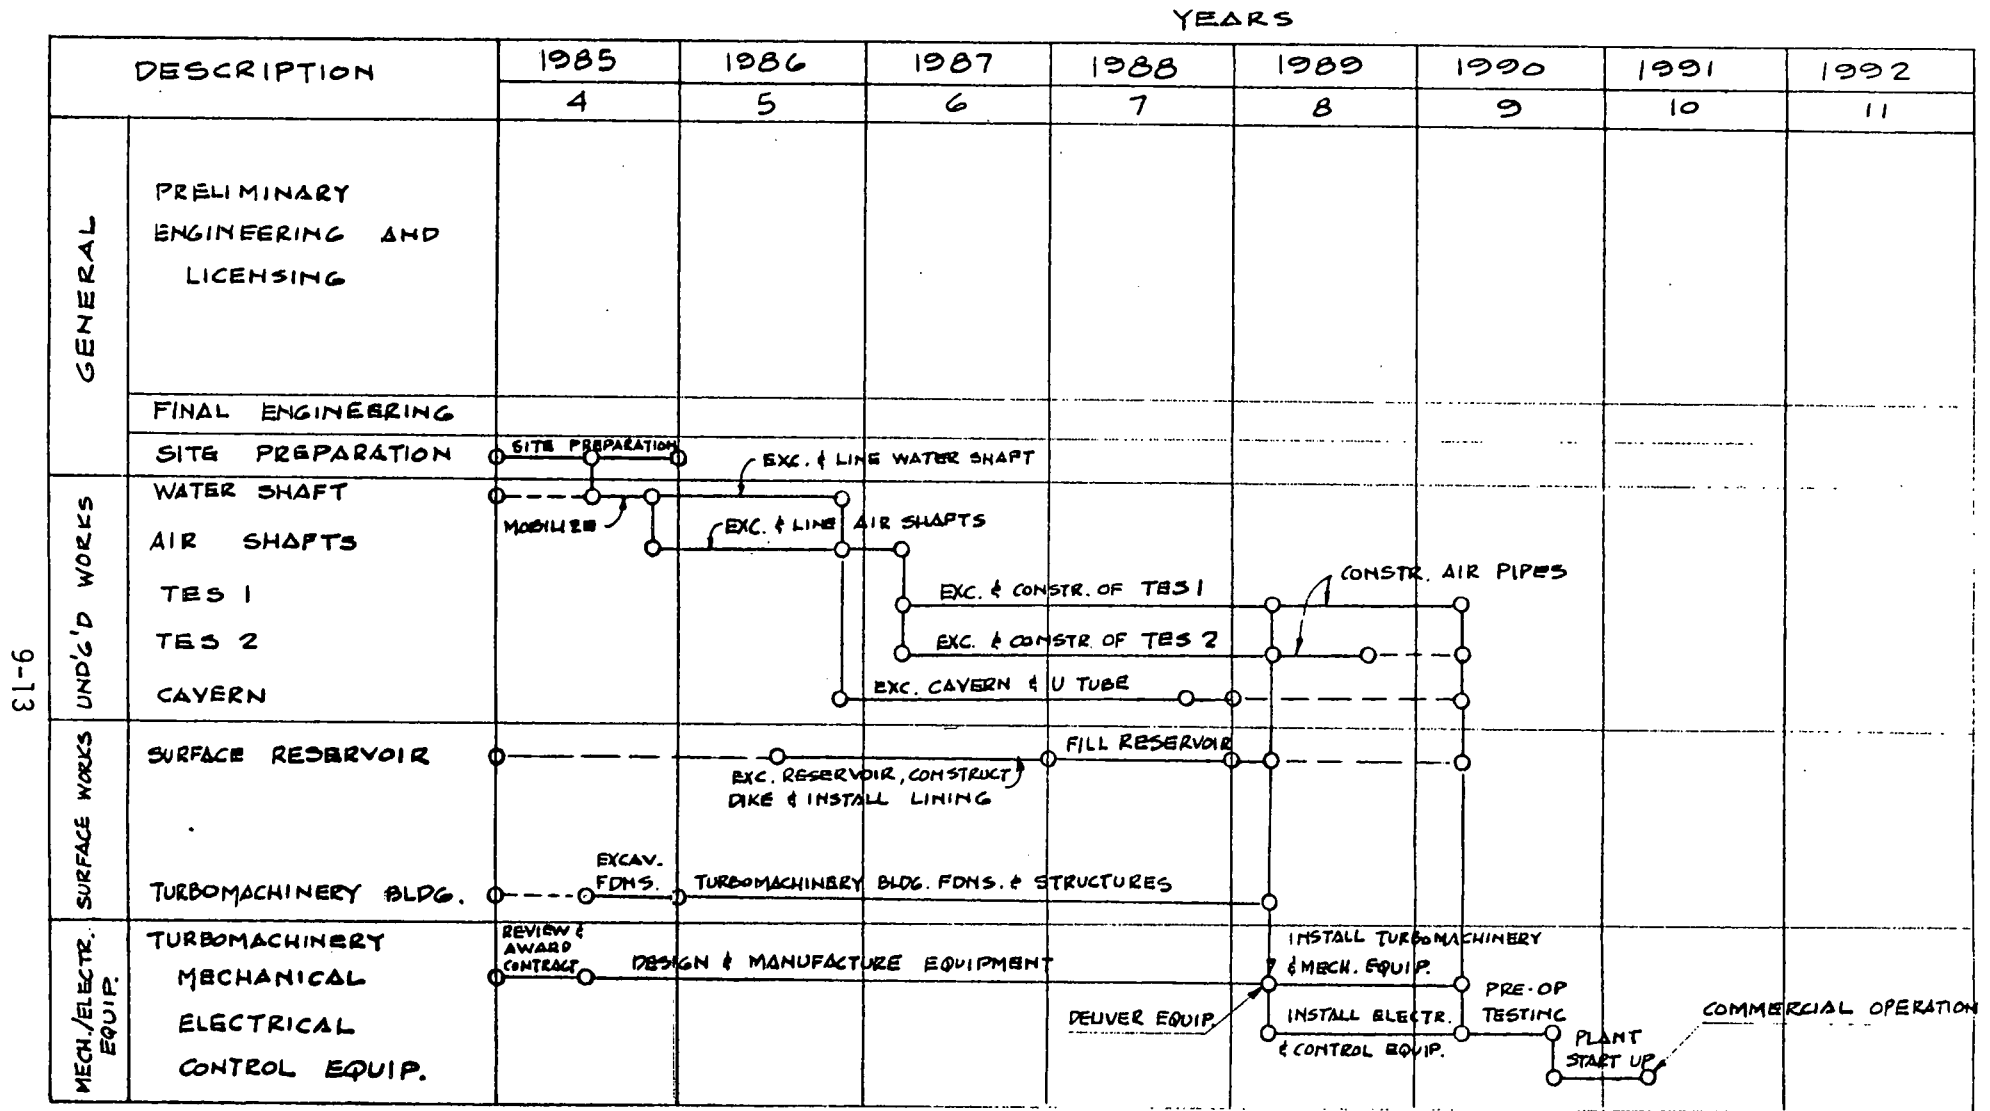 YEARS
DESCRIPTION 1985 1986 1987 1988 1989 1990 1991 1992
4 5 6 7 8 9 10 11
GENERAL
PRELIMINARY
ENGINEERING AND
LICENSING
FINAL ENGINEERING
SITE PREPARATION
SITE PREPARATION
UND'G'D WORKS
WATER SHAFT
EXC. & LINE WATER SHAFT
MOBILIZE
AIR SHAFTS
EXC. & LINE AIR SHAFTS
TES 1
EXC. & CONSTR. OF TES 1
CONSTR. AIR PIPES
TES 2
EXC. & CONSTR. OF TES 2
CAVERN
EXC. CAVERN & U TUBE
SURFACE WORKS
SURFACE RESERVOIR
FILL RESERVOIR
EXC. RESERVOIR, CONSTRUCT
DIKE & INSTALL LINING
TURBOMACHINERY BLDG.
EXCAV.
FDNS.
TURBOMACHINERY BLDG. FDNS. & STRUCTURES
MECH./ELECTR.
EQUIP.
TURBOMACHINERY
MECHANICAL
ELECTRICAL
CONTROL EQUIP.
REVIEW &
AWARD
CONTRACT
DESIGN & MANUFACTURE EQUIPMENT
INSTALL TURBOMACHINERY
& MECH. EQUIP.
DELIVER EQUIP.
INSTALL ELECTR.
& CONTROL EQUIP.
PRE-OP
TESTING
PLANT
START UP
COMMERCIAL OPERATION
9-13